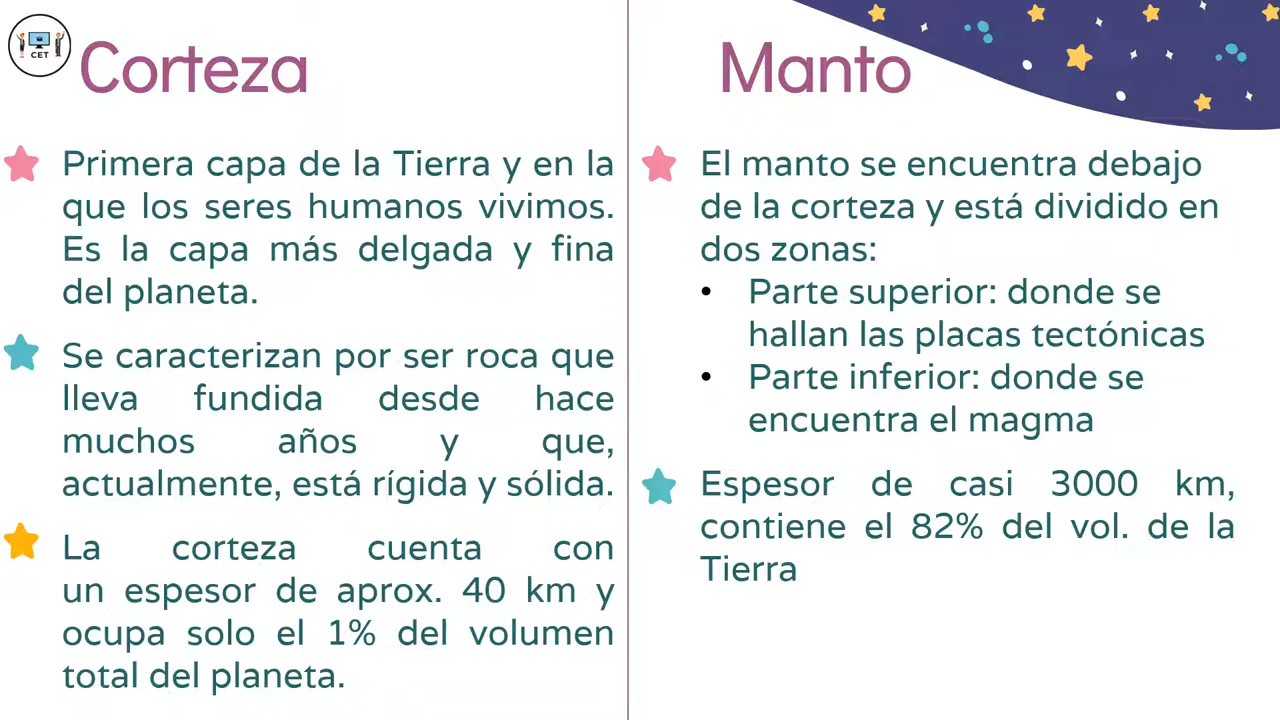 CET
Corteza
Primera capa de la Tierra y en la
que los seres humanos vivimos.
Es la capa más delgada y fina
del planeta.
Se caracterizan por ser roca que
lleva fundida desde hace
muchos años y que,
actualmente, está rígida y sólida.
La corteza cuenta con
un espesor de aprox. 40 km y
ocupa solo el 1% del volumen
total del planeta.
Manto
El manto se encuentra debajo
de la corteza y está dividido en
dos zonas:
• Parte superior: donde se
hallan las placas tectónicas
• Parte inferior: donde se
encuentra el magma
Espesor de casi 3000 km,
contiene el 82% del vol. de la
Tierra